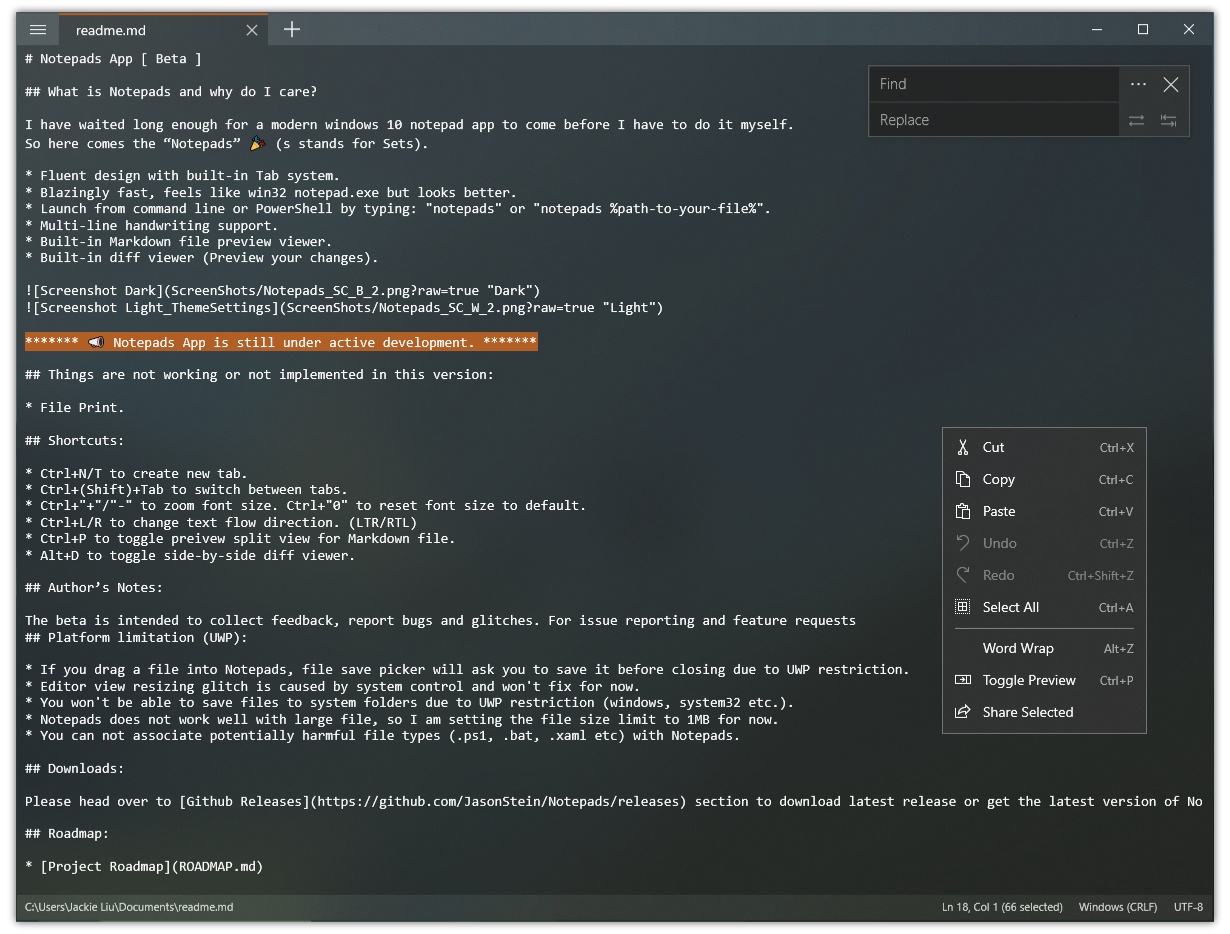 readme.md
# Notepads App [ Beta ]
Find
## What is Notepads and why do I care?
Replace
I have waited long enough for a modern windows 10 notepad app to come before I have to do it myself.
So here comes the “Notepads” 🎉 (s stands for Sets).
* Fluent design with built-in Tab system.
* Blazingly fast, feels like win32 notepad.exe but looks better.
* Launch from command line or PowerShell by typing: "notepads" or "notepads %path-to-your-file%".
* Multi-line handwriting support.
* Built-in Markdown file preview viewer.
* Built-in diff viewer (Preview your changes).
![Screenshot Dark](ScreenShots/Notepads_SC_B_2.png?raw=true "Dark")
![Screenshot Light_ThemeSettings](ScreenShots/Notepads_SC_W_2.png?raw=true "Light")
******* 📢 Notepads App is still under active development. *******
## Things are not working or not implemented in this version:
* File Print.
## Shortcuts:
* Ctrl+N/T to create new tab.
* Ctrl+(Shift)+Tab to switch between tabs.
* Ctrl+"+"/"-" to zoom font size. Ctrl+"0" to reset font size to default.
* Ctrl+L/R to change text flow direction. (LTR/RTL)
* Ctrl+P to toggle preivew split view for Markdown file.
* Alt+D to toggle side-by-side diff viewer.
## Author’s Notes:
The beta is intended to collect feedback, report bugs and glitches. For issue reporting and feature requests
## Platform limitation (UWP):
* If you drag a file into Notepads, file save picker will ask you to save it before closing due to UWP restriction.
* Editor view resizing glitch is caused by system control and won't fix for now.
* You won't be able to save files to system folders due to UWP restriction (windows, system32 etc.).
* Notepads does not work well with large file, so I am setting the file size limit to 1MB for now.
* You can not associate potentially harmful file types (.ps1, .bat, .xaml etc) with Notepads.
## Downloads:
Please head over to [Github Releases](https://github.com/JasonStein/Notepads/releases) section to download latest release or get the latest version of No
## Roadmap:
* [Project Roadmap](ROADMAP.md)
Cut Ctrl+X
Copy Ctrl+C
Paste Ctrl+V
Undo Ctrl+Z
Redo Ctrl+Shift+Z
Select All Ctrl+A
Word Wrap Alt+Z
Toggle Preview Ctrl+P
Share Selected
C:\Users\Jackie Liu\Documents\readme.md Ln 18, Col 1 (66 selected) Windows (CRLF) UTF-8